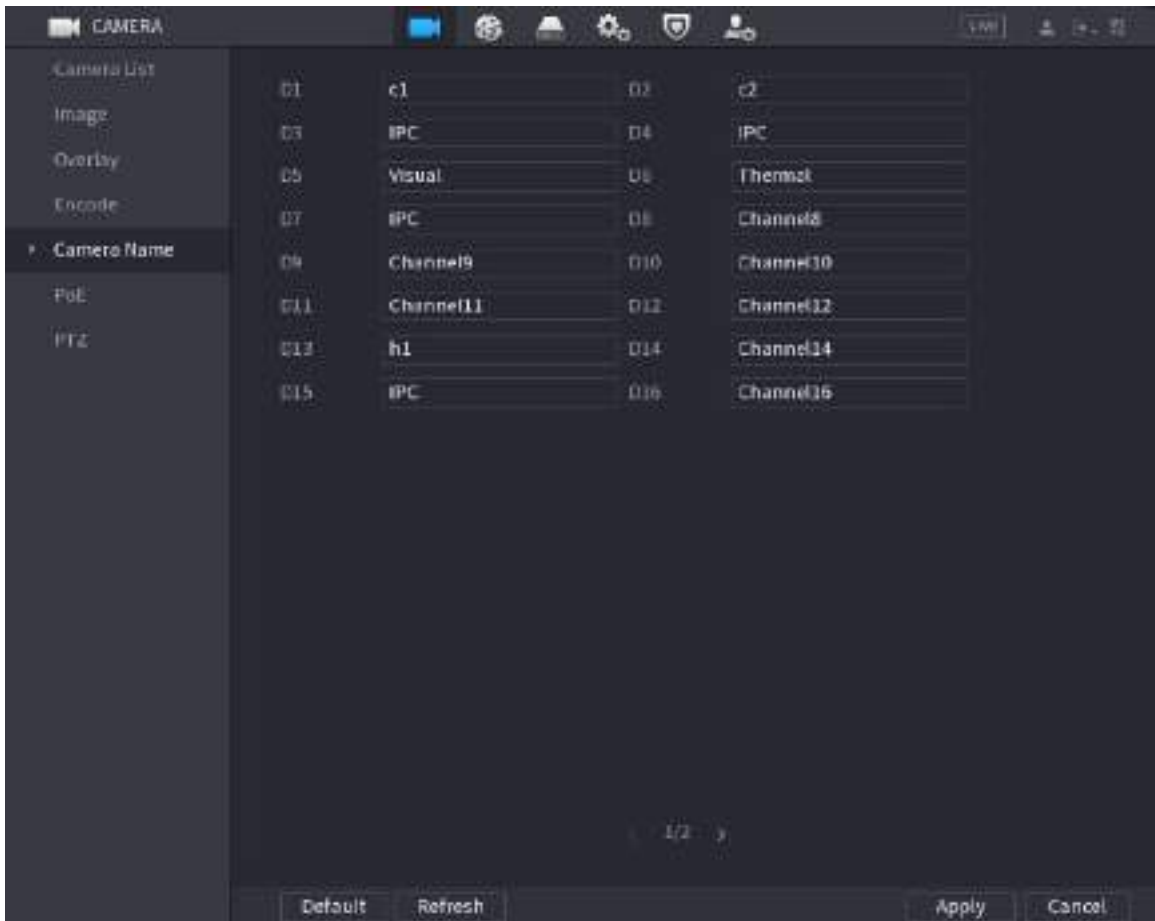 CAMERA LIVE
Camera List
Image
Overlay
Encode
Camera Name
PoE
PTZ
D1 c1 D2 c2
D3 IPC D4 IPC
D5 Visual D6 Thermal
D7 IPC D8 Channel8
D9 Channel9 D10 Channel10
D11 Channel11 D12 Channel12
D13 h1 D14 Channel14
D15 IPC D16 Channel16
1/2
Default Refresh Apply Cancel